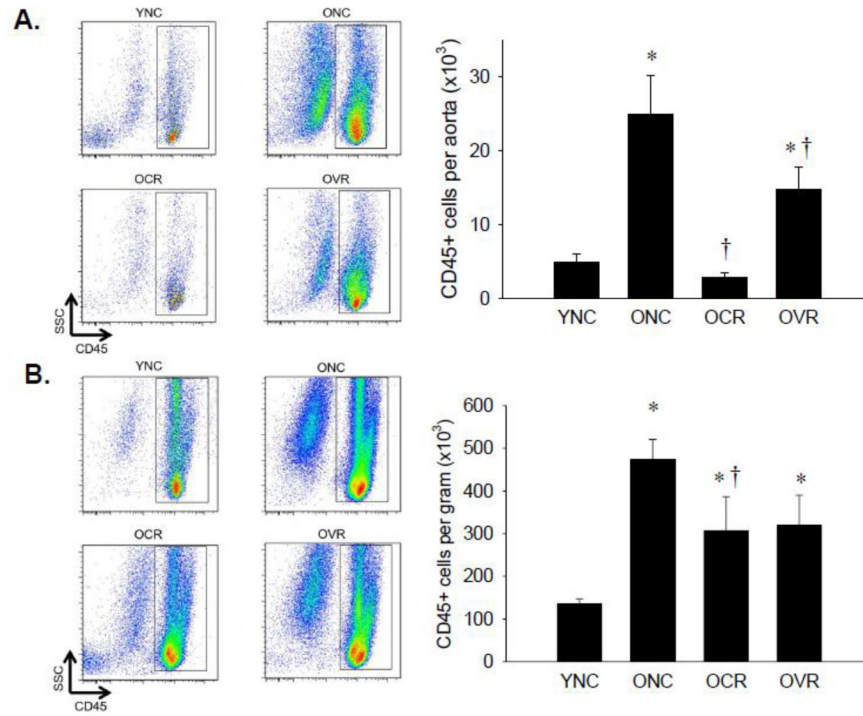 A.
YNC
ONC
OCR
OVR
SSC
CD45
CD45+ cells per aorta (x10³)
30
20
10
0
*
†
* †
YNC ONC OCR OVR
B.
YNC
ONC
OCR
OVR
SSC
CD45
CD45+ cells per gram (x10³)
600
500
400
300
200
100
0
*
* †
*
YNC ONC OCR OVR